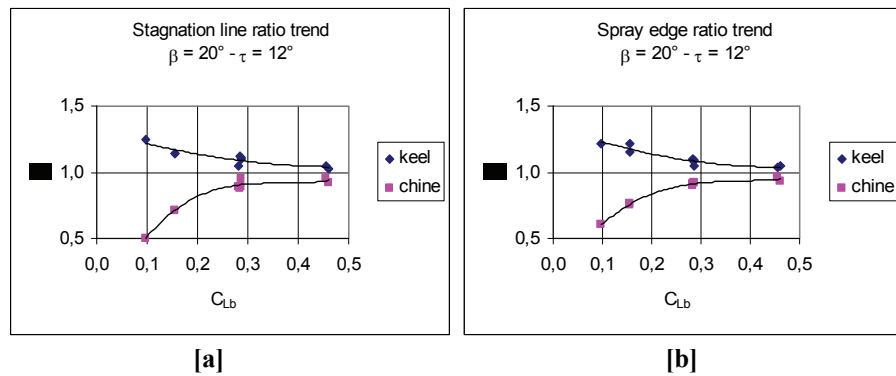 Stagnation line ratio trend
β = 20° - τ = 12°
1,5
1,0
0,5
0,0 0,1 0,2 0,3 0,4 0,5
C_Lb
keel
chine
[a]
Spray edge ratio trend
β = 20° - τ = 12°
1,5
1,0
0,5
0,0 0,1 0,2 0,3 0,4 0,5
C_Lb
keel
chine
[b]